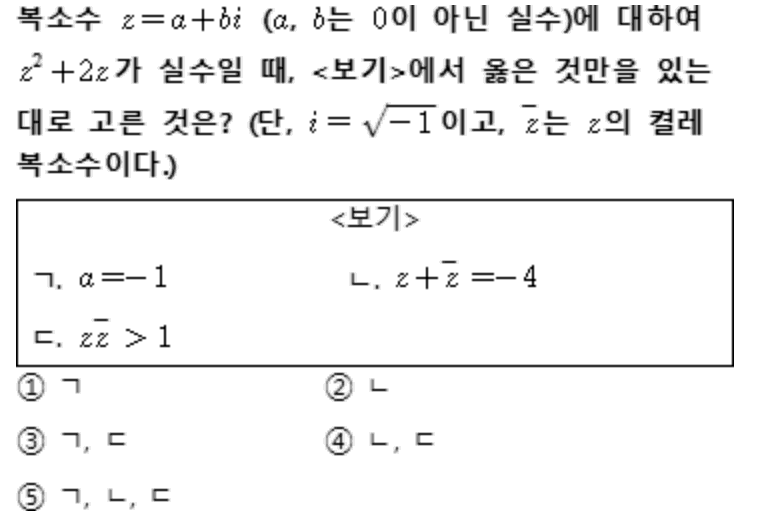 복소수 z=a+bi (a, b는 0이 아닌 실수)에 대하여
z²+2z가 실수일 때, <보기>에서 옳은 것만을 있는
대로 고른 것은? (단, i=√-1이고, z̄는 z의 켤레
복소수이다.)
<보기>
ㄱ. a=-1 ㄴ. z+z̄=-4
ㄷ. zz̄ > 1
① ㄱ ② ㄴ
③ ㄱ, ㄷ ④ ㄴ, ㄷ
⑤ ㄱ, ㄴ, ㄷ